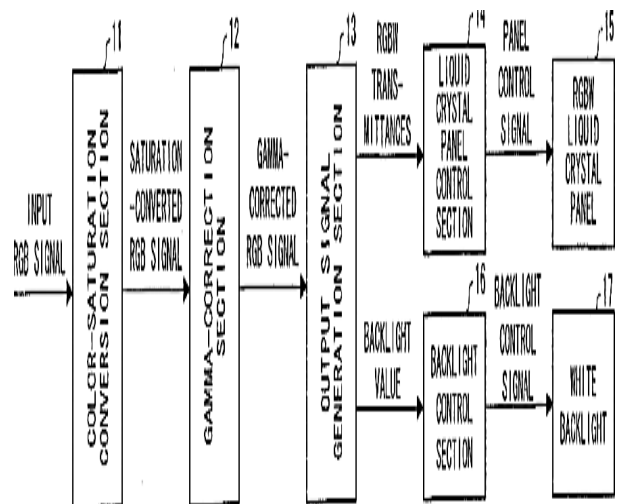 11
12
13
14
15
INPUT
RGB SIGNAL
COLOR-SATURATION
CONVERSION SECTION
SATURATION
-CONVERTED
RGB SIGNAL
GAMMA-CORRECTION
SECTION
GAMMA-
CORRECTED
RGB SIGNAL
OUTPUT SIGNAL
GENERATION SECTION
RGBW
TRANS-
MITTANCES
LIQUID
CRYSTAL
PANEL
CONTROL
SECTION
PANEL
CONTROL
SIGNAL
RGBW
LIQUID
CRYSTAL
PANEL
16
17
BACKLIGHT
VALUE
BACKLIGHT
CONTROL
SECTION
BACKLIGHT
CONTROL
SIGNAL
WHITE
BACKLIGHT